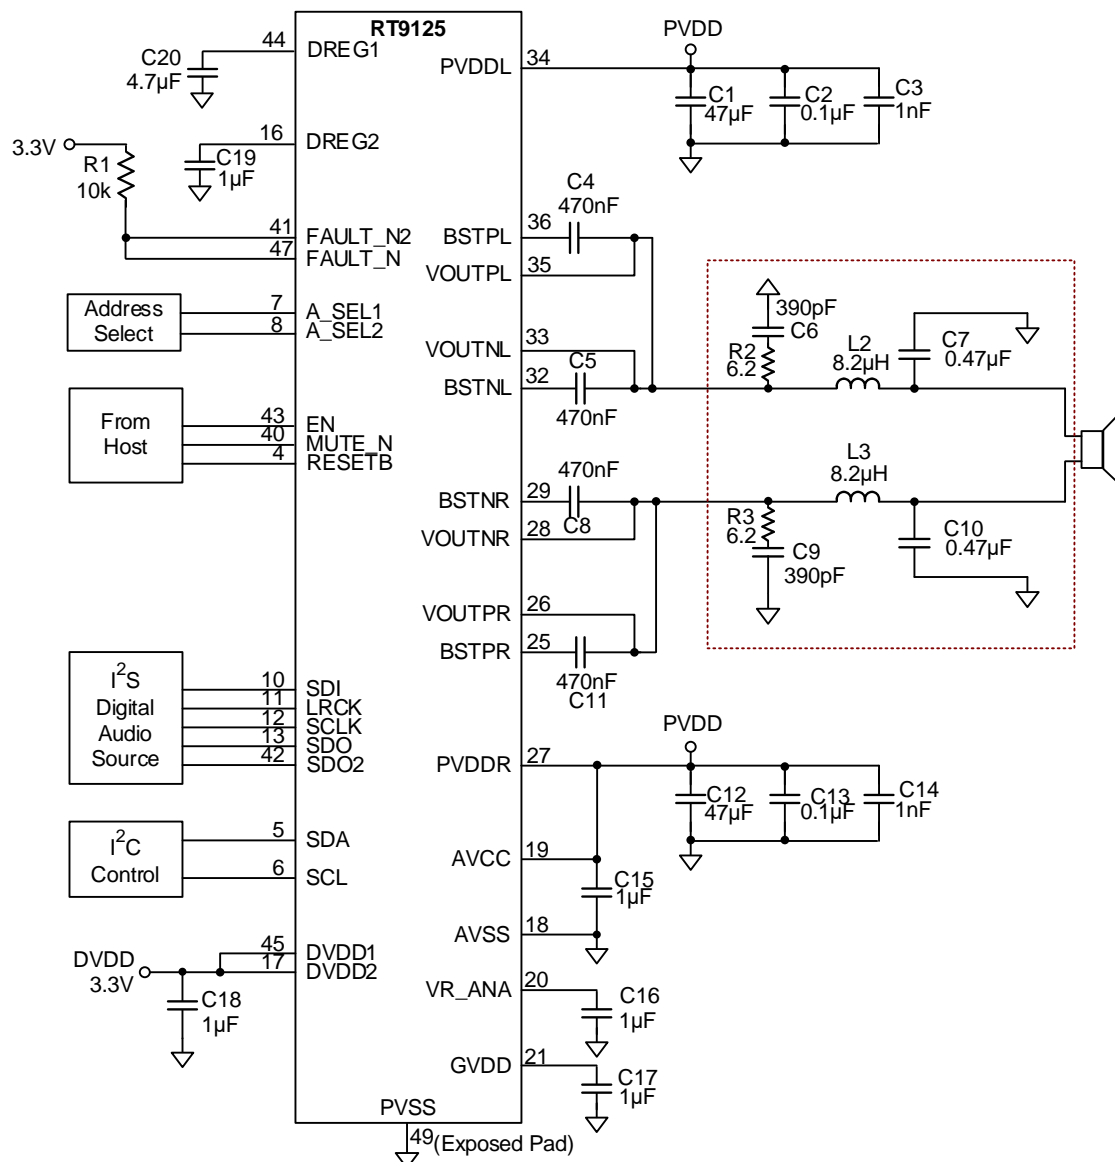 RT9125
44
DREG1
C20
4.7µF
16
DREG2
3.3V
R1
10k
C19
1µF
41
FAULT_N2
47
FAULT_N
Address
Select
7
A_SEL1
8
A_SEL2
From
Host
43
EN
40
MUTE_N
4
RESETB
I²S
Digital
Audio
Source
10
SDI
11
LRCK
12
SCLK
13
SDO
42
SDO2
I²C
Control
5
SDA
6
SCL
DVDD
3.3V
45
DVDD1
17
DVDD2
C18
1µF
PVSS
49 (Exposed Pad)
PVDD
PVDDL
34
C1
47µF
C2
0.1µF
C3
1nF
C4
470nF
BSTPL
36
VOUTPL
35
VOUTNL
33
BSTNL
32
C5
470nF
390pF
C6
R2
6.2
L2
8.2µH
C7
0.47µF
470nF
C8
BSTNR
29
VOUTNR
28
R3
6.2
C9
390pF
L3
8.2µH
C10
0.47µF
VOUTPR
26
BSTPR
25
470nF
C11
PVDD
PVDDR
27
C12
47µF
C13
0.1µF
C14
1nF
AVCC
19
C15
1µF
AVSS
18
VR_ANA
20
C16
1µF
GVDD
21
C17
1µF